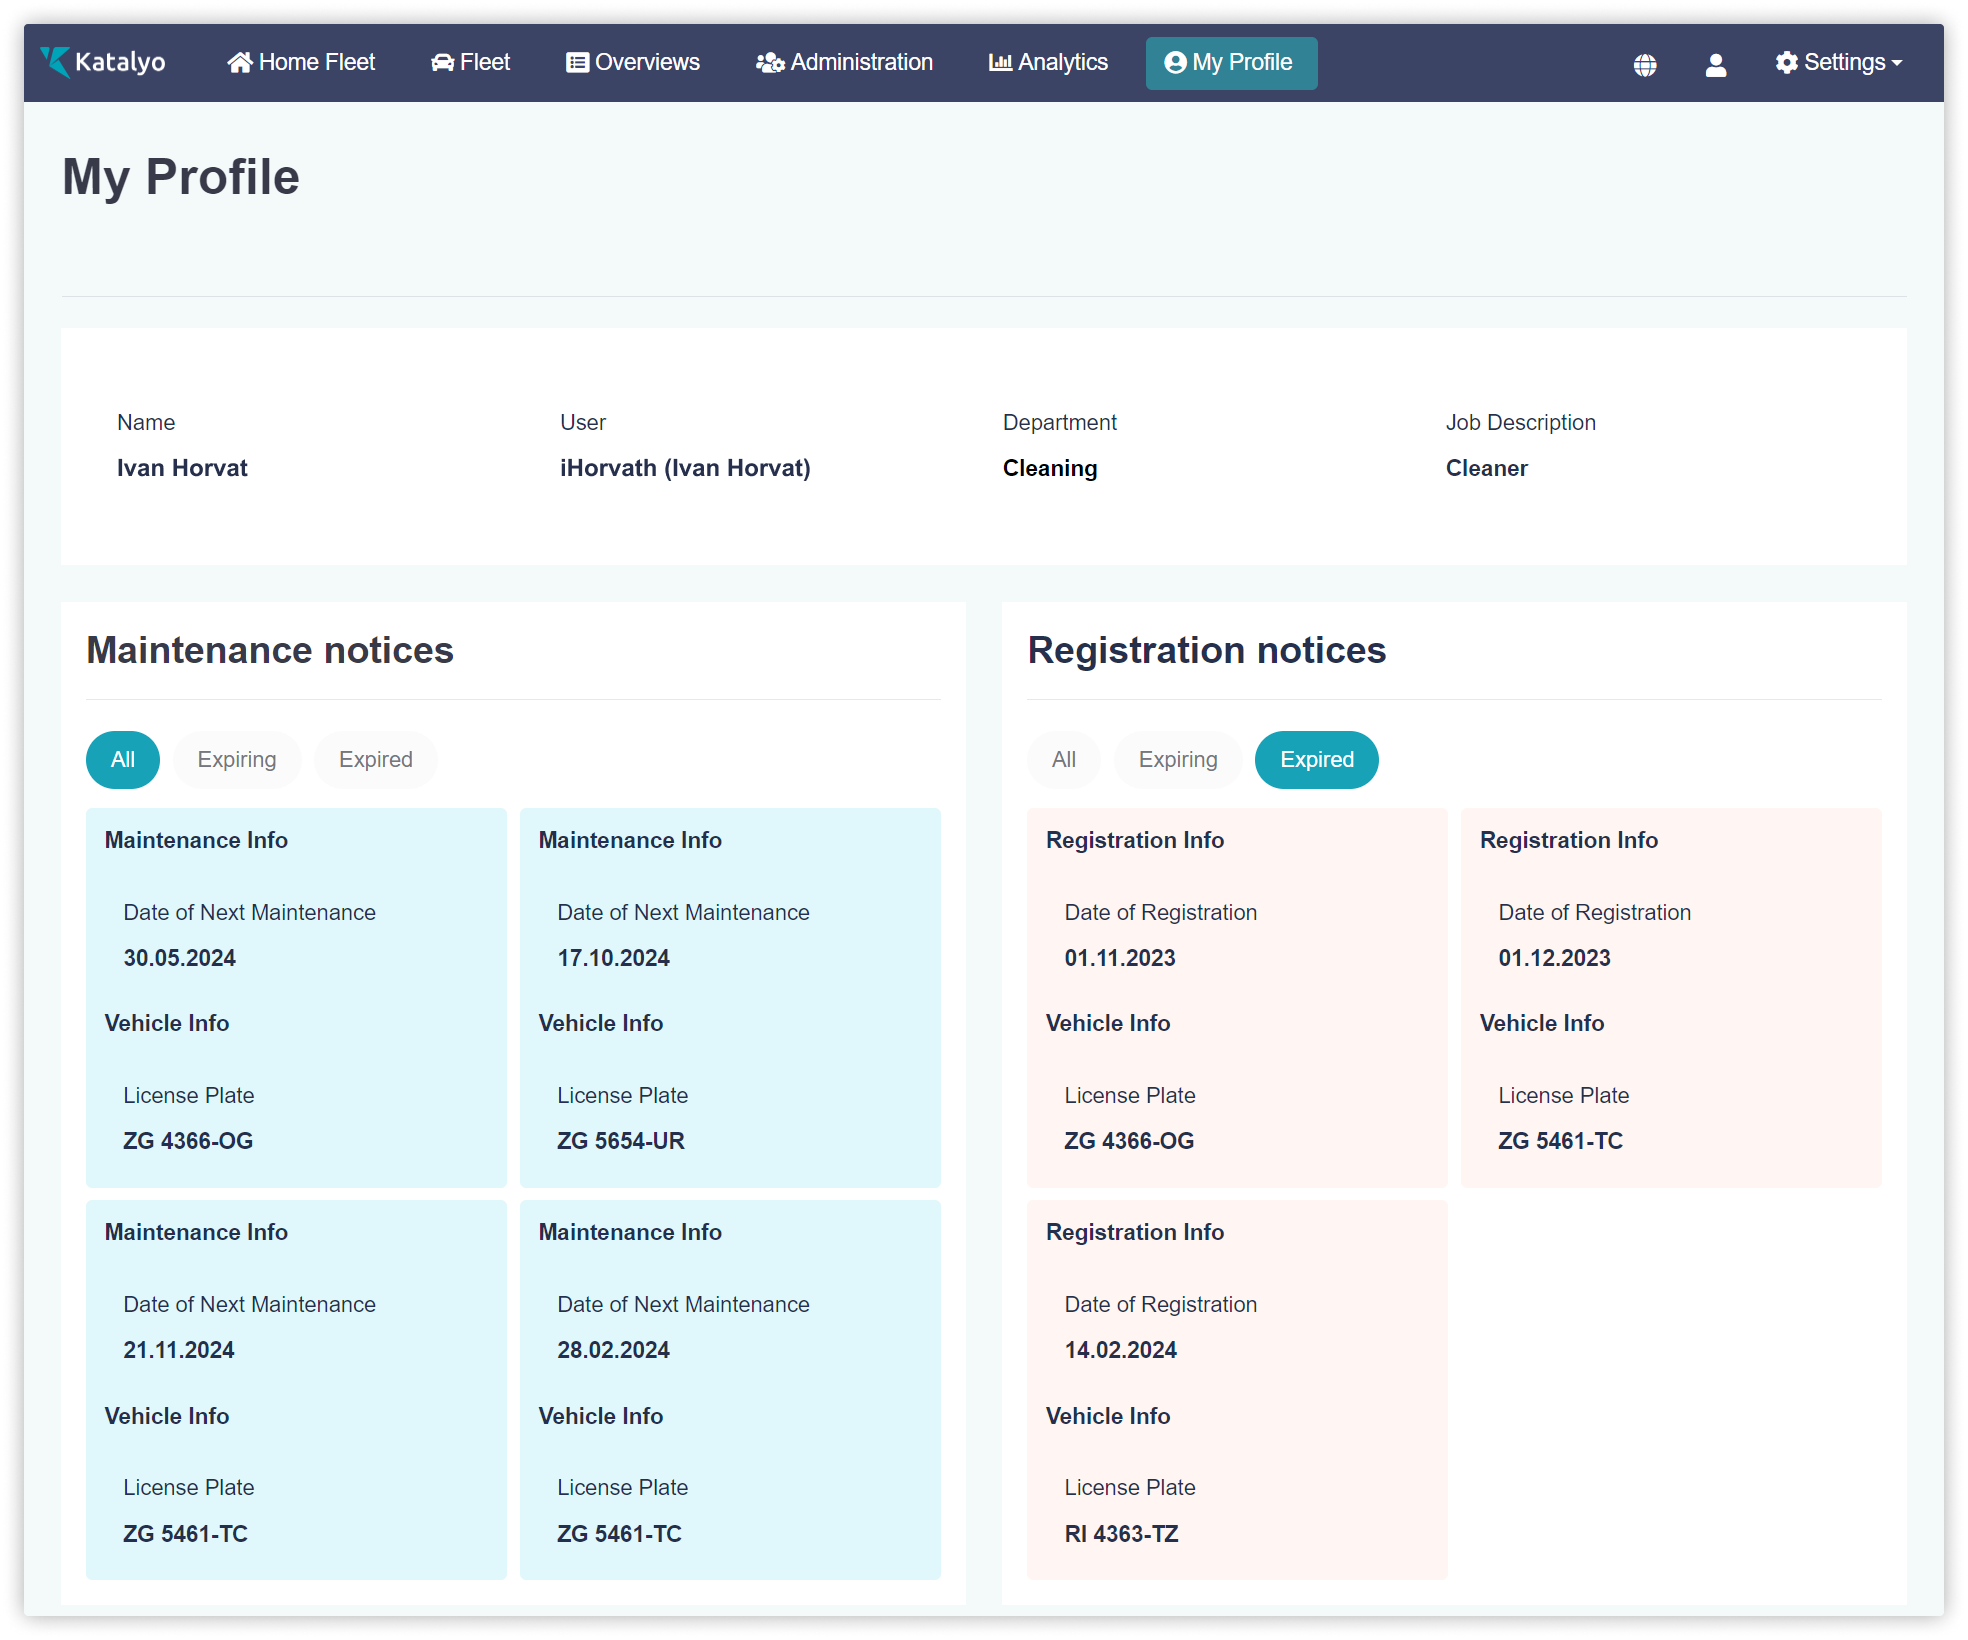 Katalyo
Home Fleet
Fleet
Overviews
Administration
Analytics
My Profile
Settings
My Profile
Name
Ivan Horvat
User
iHorvath (Ivan Horvat)
Department
Cleaning
Job Description
Cleaner
Maintenance notices
All
Expiring
Expired
Maintenance Info
Date of Next Maintenance
30.05.2024
Vehicle Info
License Plate
ZG 4366-OG
Maintenance Info
Date of Next Maintenance
17.10.2024
Vehicle Info
License Plate
ZG 5654-UR
Maintenance Info
Date of Next Maintenance
21.11.2024
Vehicle Info
License Plate
ZG 5461-TC
Maintenance Info
Date of Next Maintenance
28.02.2024
Vehicle Info
License Plate
ZG 5461-TC
Registration notices
All
Expiring
Expired
Registration Info
Date of Registration
01.11.2023
Vehicle Info
License Plate
ZG 4366-OG
Registration Info
Date of Registration
01.12.2023
Vehicle Info
License Plate
ZG 5461-TC
Registration Info
Date of Registration
14.02.2024
Vehicle Info
License Plate
RI 4363-TZ